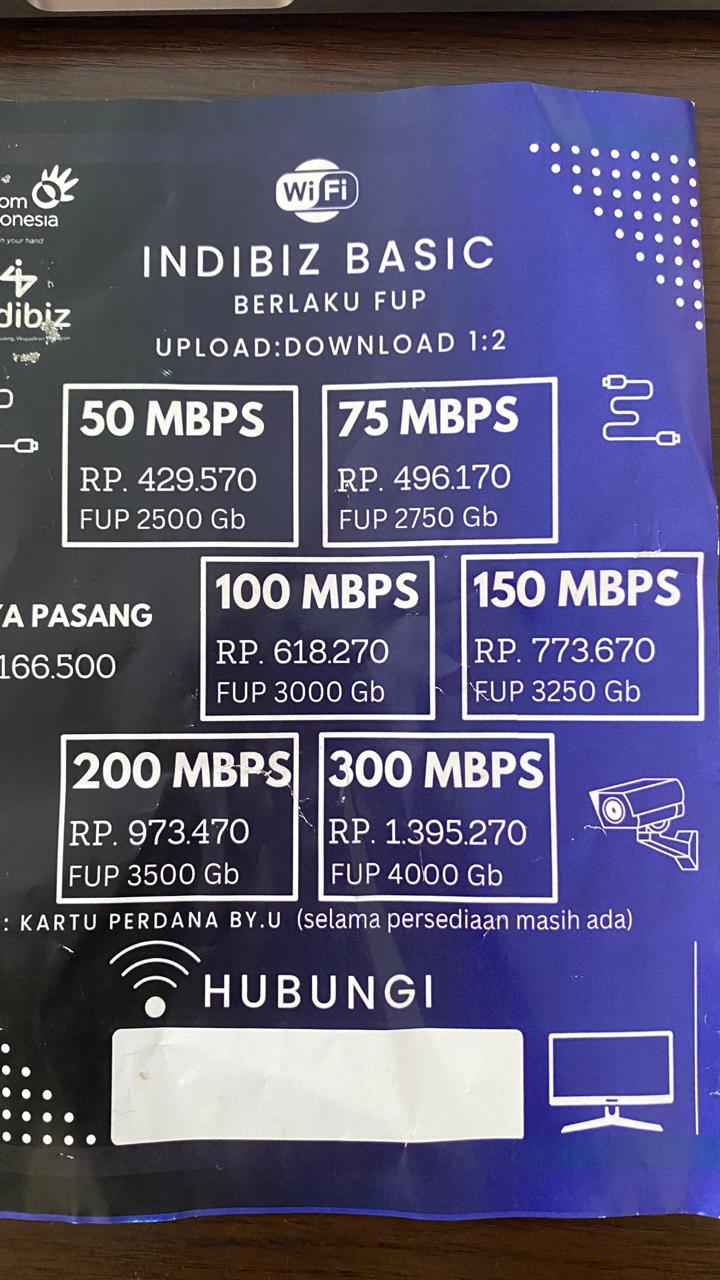 om
onesia
n your hand
dibiz
WiFi
INDIBIZ BASIC
BERLAKU FUP
UPLOAD:DOWNLOAD 1:2
50 MBPS
RP. 429.570
FUP 2500 Gb
75 MBPS
RP. 496.170
FUP 2750 Gb
YA PASANG
166.500
100 MBPS
RP. 618.270
FUP 3000 Gb
150 MBPS
RP. 773.670
FUP 3250 Gb
200 MBPS
RP. 973.470
FUP 3500 Gb
300 MBPS
RP. 1.395.270
FUP 4000 Gb
: KARTU PERDANA BY.U (selama persediaan masih ada)
HUBUNGI